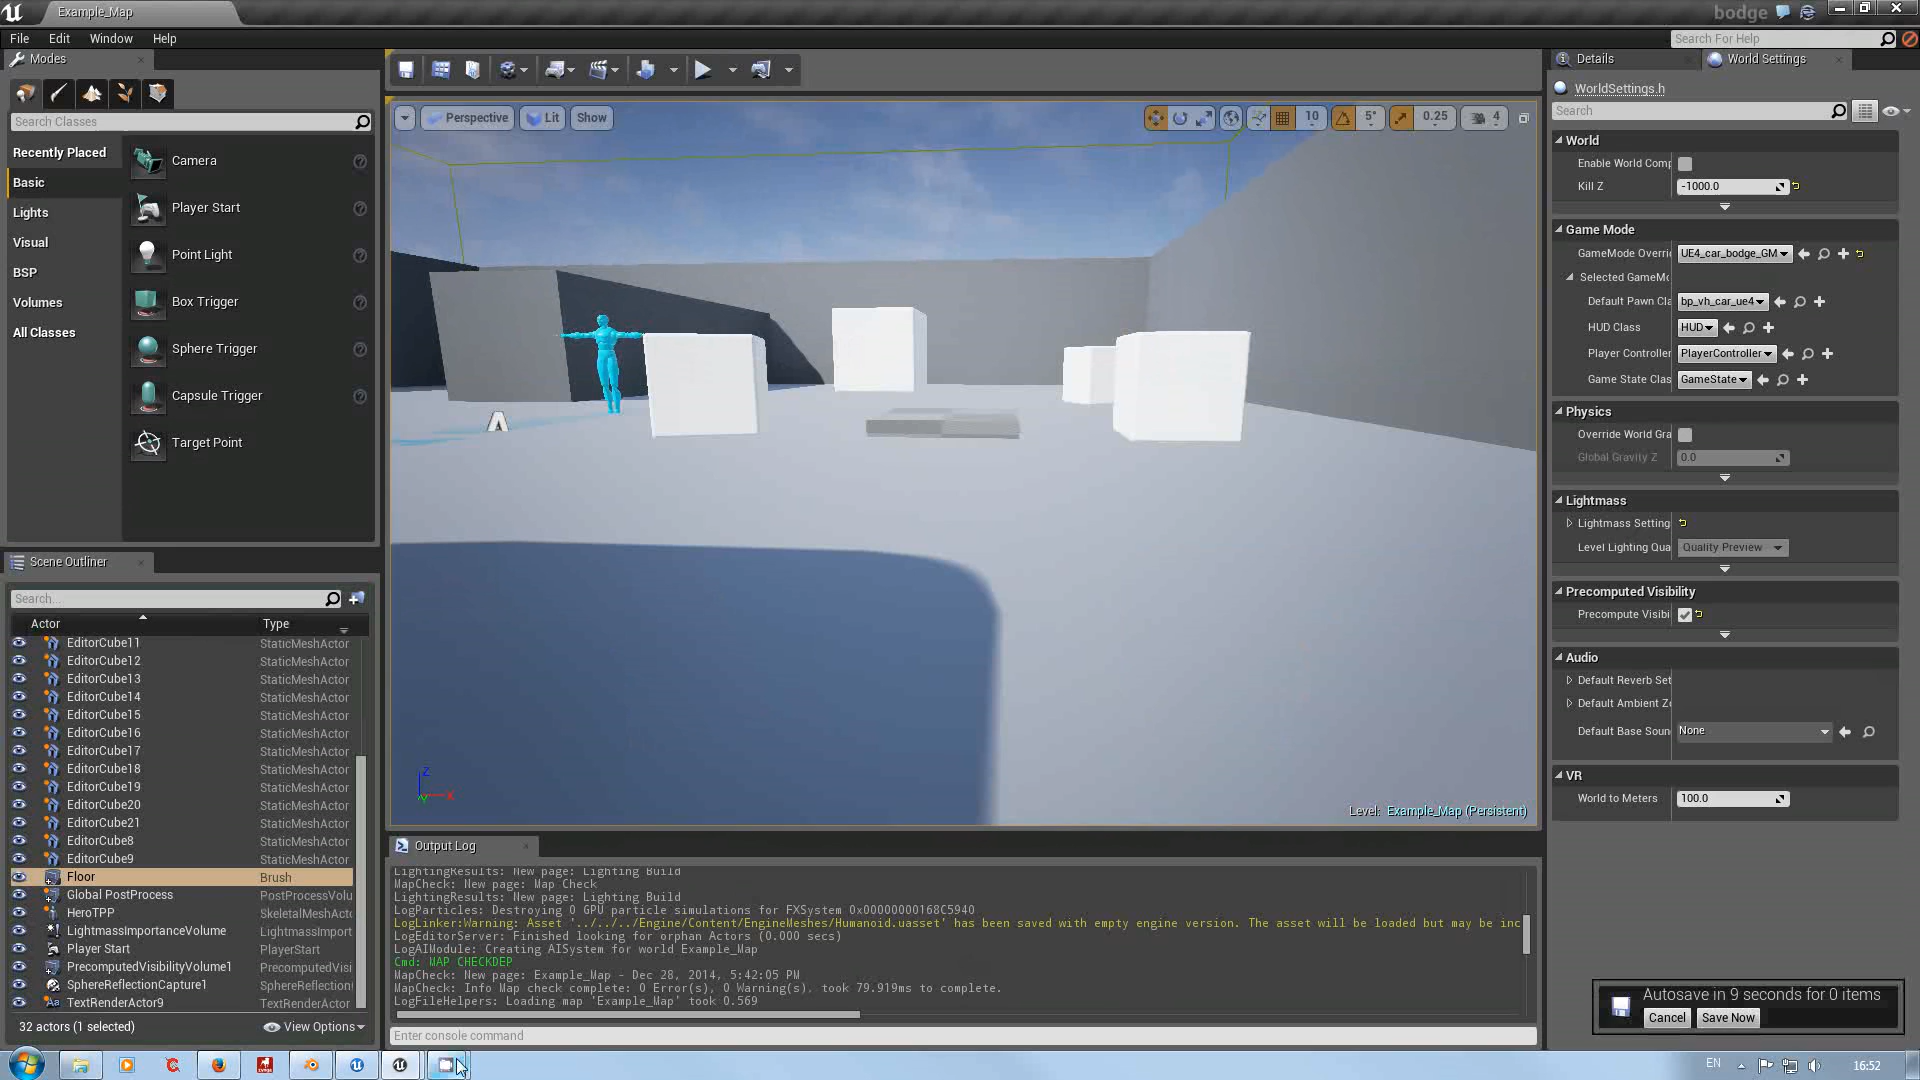 Example_Map
bodge
File Edit Window Help
Search For Help
Modes
Search Classes
Recently Placed
Basic
Lights
Visual
BSP
Volumes
All Classes
Camera
Player Start
Point Light
Box Trigger
Sphere Trigger
Capsule Trigger
Target Point
Perspective Lit Show
10 5° 0.25 4
Level: Example_Map (Persistent)
Scene Outliner
Search...
Actor Type
EditorCube11 StaticMeshActor
EditorCube12 StaticMeshActor
EditorCube13 StaticMeshActor
EditorCube14 StaticMeshActor
EditorCube15 StaticMeshActor
EditorCube16 StaticMeshActor
EditorCube17 StaticMeshActor
EditorCube18 StaticMeshActor
EditorCube19 StaticMeshActor
EditorCube20 StaticMeshActor
EditorCube21 StaticMeshActor
EditorCube8 StaticMeshActor
EditorCube9 StaticMeshActor
Floor Brush
Global PostProcess PostProcessVolu
HeroTPP SkeletalMeshActo
LightmassImportanceVolume LightmassImport
Player Start PlayerStart
PrecomputedVisibilityVolume1 PrecomputedVisi
SphereReflectionCapture1 SphereReflection
TextRenderActor9 TextRenderActor
32 actors (1 selected) View Options
Output Log
LightingResults: New page: Lighting Build
MapCheck: New page: Map Check
LightingResults: New page: Lighting Build
LogParticles: Destroying 0 GPU particle simulations for FXSystem 0x00000000168C5940
LogLinker:Warning: Asset '../../../Engine/Content/EngineMeshes/Humanoid.uasset' has been saved with empty engine version. The asset will be loaded but may be inc
LogEditorServer: Finished looking for orphan Actors (0.000 secs)
LogAIModule: Creating AISystem for world Example_Map
Cmd: MAP CHECKDEP
MapCheck: New page: Example_Map - Dec 28, 2014, 5:42:05 PM
MapCheck: Info Map check complete: 0 Error(s), 0 Warning(s). took 79.919ms to complete.
LogFileHelpers: Loading map 'Example_Map' took 0.569
Enter console command
Details World Settings
WorldSettings.h
Search
World
Enable World Comp
Kill Z -1000.0
Game Mode
GameMode Overri UE4_car_bodge_GM
Selected GameMo
Default Pawn Cla bp_vh_car_ue4
HUD Class HUD
Player Controller PlayerController
Game State Clas GameState
Physics
Override World Gra
Global Gravity Z 0.0
Lightmass
Lightmass Setting
Level Lighting Qua Quality Preview
Precomputed Visibility
Precompute Visibi
Audio
Default Reverb Set
Default Ambient Zo
Default Base Soun None
VR
World to Meters 100.0
Autosave in 9 seconds for 0 items
Cancel Save Now
EN 16:52